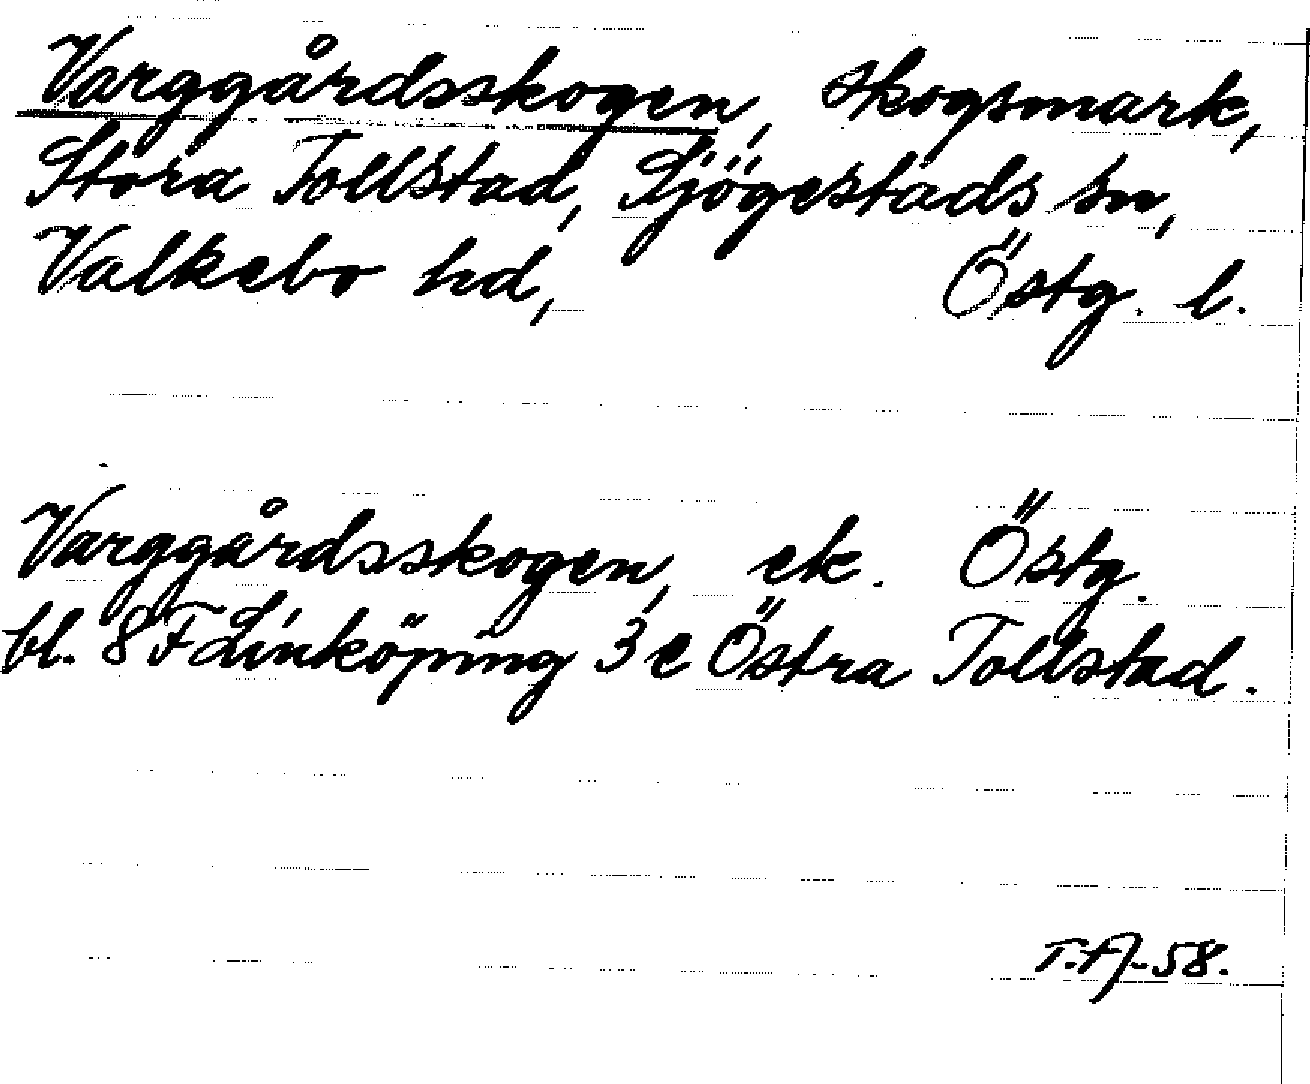 Varggårdsskogen, skogsmark,
Stora Tollstad, Sjögestads sn,
Valkebo hd, Östg. l.
Varggårdsskogen, ek. Östg.
bl. 8 F Linköping 3 e Östra Tollstad.
-58.